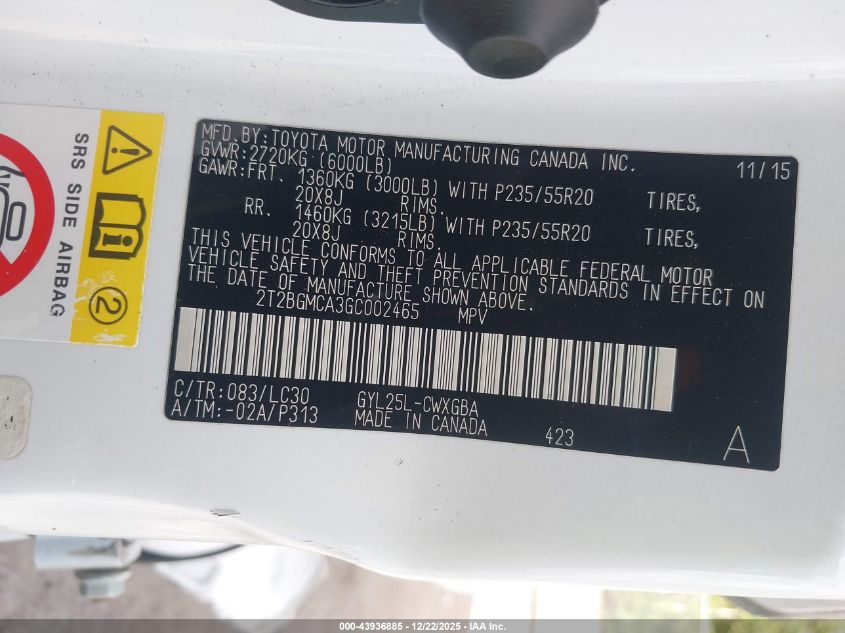 MFD.BY:TOYOTA MOTOR MANUFACTURING CANADA INC. 11/15
GVWR:2720KG (6000LB)
GAWR:FRT. 1360KG (3000LB) WITH P235/55R20 TIRES,
20X8J RIMS.
RR. 1460KG (3215LB) WITH P235/55R20 TIRES,
20X8J RIMS.
THIS VEHICLE CONFORMS TO ALL APPLICABLE FEDERAL MOTOR
VEHICLE SAFETY AND THEFT PREVENTION STANDARDS IN EFFECT ON
THE DATE OF MANUFACTURE SHOWN ABOVE.
2T2BGMCA3GC002465 MPV
C/TR:083/LC30 GYL25L-CWXGBA
A/TM:-02A/P313 MADE IN CANADA 423 A
SRS SIDE AIRBAG
2
000-43936885 - 12/22/2025 - IAA Inc.